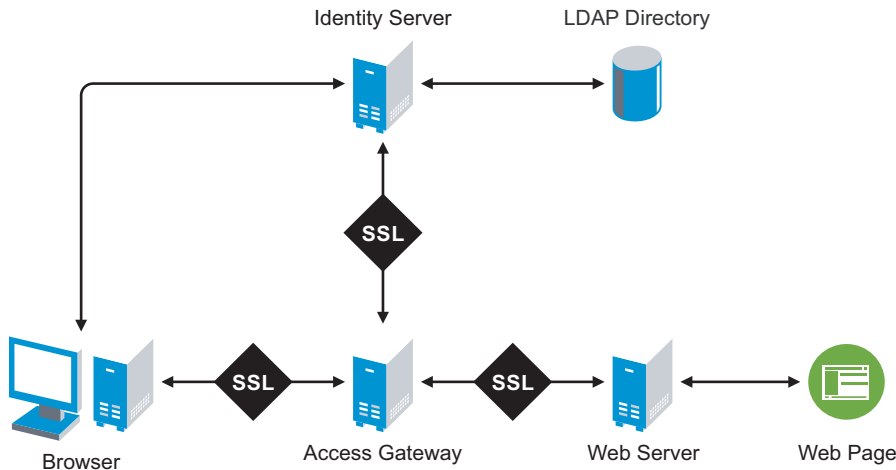 Identity Server
LDAP Directory
SSL
SSL
SSL
Browser
Access Gateway
Web Server
Web Page